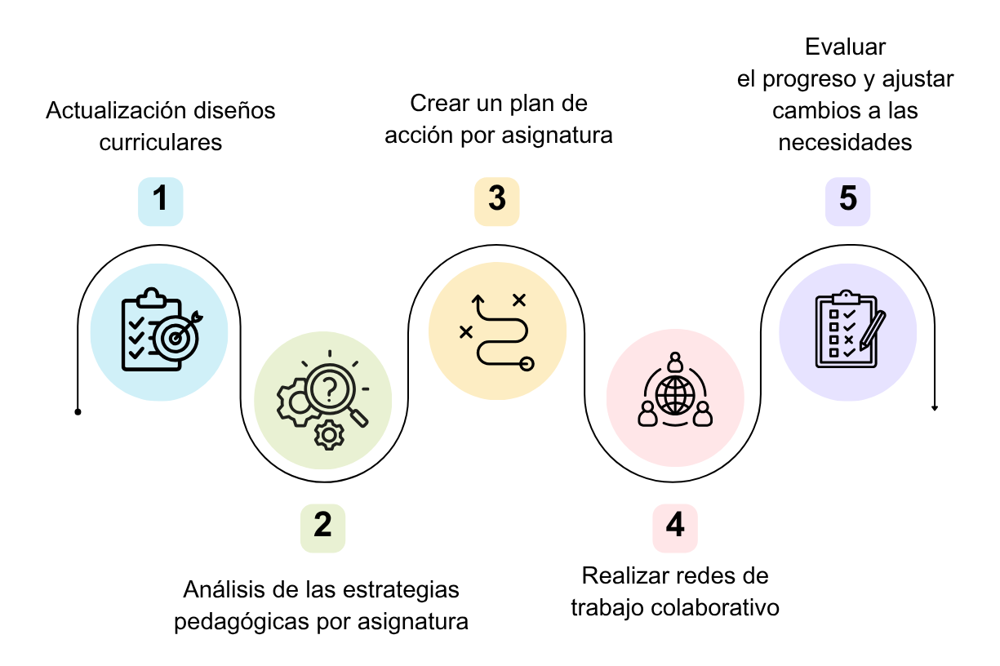 Actualización diseños
curriculares
1
2
Análisis de las estrategias
pedagógicas por asignatura
Crear un plan de
acción por asignatura
3
?
4
Realizar redes de
trabajo colaborativo
Evaluar
el progreso y ajustar
cambios a las
necesidades
5